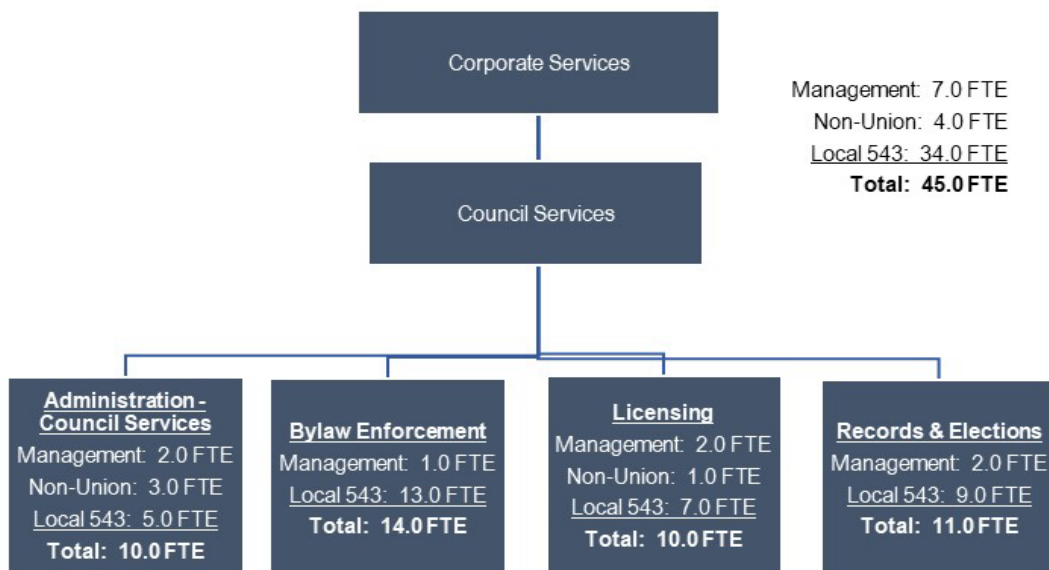 Corporate Services
Management: 7.0 FTE
Non-Union: 4.0 FTE
Local 543: 34.0 FTE
Total: 45.0 FTE
Council Services
Administration -
Council Services
Management: 2.0 FTE
Non-Union: 3.0 FTE
Local 543: 5.0 FTE
Total: 10.0 FTE
Bylaw Enforcement
Management: 1.0 FTE
Local 543: 13.0 FTE
Total: 14.0 FTE
Licensing
Management: 2.0 FTE
Non-Union: 1.0 FTE
Local 543: 7.0 FTE
Total: 10.0 FTE
Records & Elections
Management: 2.0 FTE
Local 543: 9.0 FTE
Total: 11.0 FTE